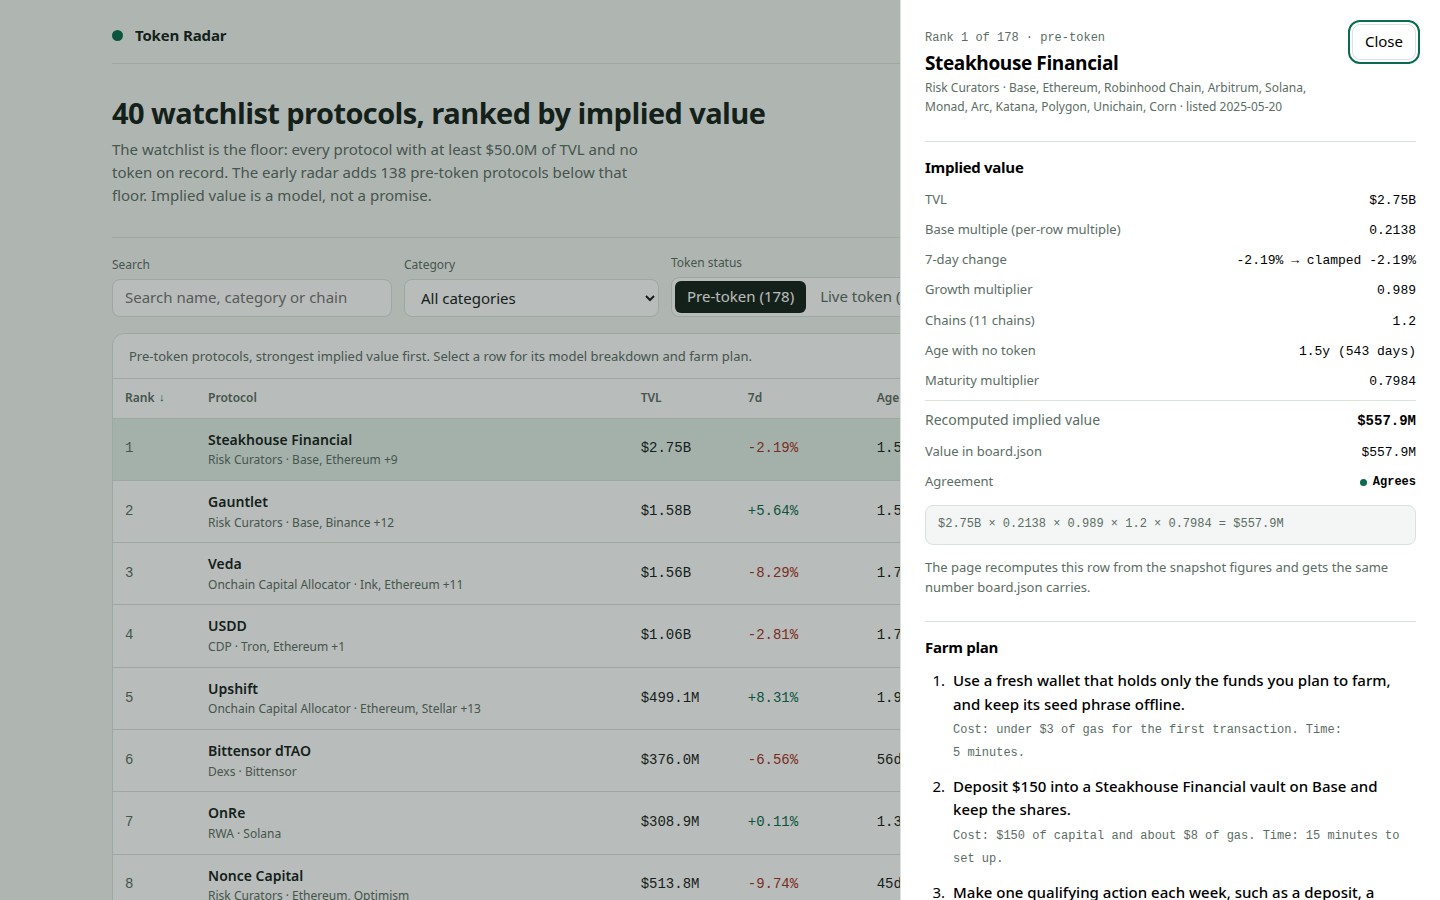 Token Radar
40 watchlist protocols, ranked by implied value
The watchlist is the floor: every protocol with at least $50.0M of TVL and no
token on record. The early radar adds 138 pre-token protocols below that
floor. Implied value is a model, not a promise.
Search
Category
Token status
Search name, category or chain
All categories
Pre-token (178)
Live token (
Pre-token protocols, strongest implied value first. Select a row for its model breakdown and farm plan.
Rank ↓ Protocol TVL 7d Age
1 Steakhouse Financial $2.75B -2.19% 1.5
Risk Curators · Base, Ethereum +9
2 Gauntlet $1.58B +5.64% 1.5
Risk Curators · Base, Binance +12
3 Veda $1.56B -8.29% 1.7
Onchain Capital Allocator · Ink, Ethereum +11
4 USDD $1.06B -2.81% 1.7
CDP · Tron, Ethereum +1
5 Upshift $499.1M +8.31% 1.9
Onchain Capital Allocator · Ethereum, Stellar +13
6 Bittensor dTAO $376.0M -6.56% 56d
Dexs · Bittensor
7 OnRe $308.9M +0.11% 1.3
RWA · Solana
8 Nonce Capital $513.8M -9.74% 45d
Risk Curators · Ethereum, Optimism
Rank 1 of 178 · pre-token
Close
Steakhouse Financial
Risk Curators · Base, Ethereum, Robinhood Chain, Arbitrum, Solana,
Monad, Arc, Katana, Polygon, Unichain, Corn · listed 2025-05-20
Implied value
TVL $2.75B
Base multiple (per-row multiple) 0.2138
7-day change -2.19% → clamped -2.19%
Growth multiplier 0.989
Chains (11 chains) 1.2
Age with no token 1.5y (543 days)
Maturity multiplier 0.7984
Recomputed implied value $557.9M
Value in board.json $557.9M
Agreement Agrees
$2.75B × 0.2138 × 0.989 × 1.2 × 0.7984 = $557.9M
The page recomputes this row from the snapshot figures and gets the same
number board.json carries.
Farm plan
1. Use a fresh wallet that holds only the funds you plan to farm,
and keep its seed phrase offline.
Cost: under $3 of gas for the first transaction. Time:
5 minutes.
2. Deposit $150 into a Steakhouse Financial vault on Base and
keep the shares.
Cost: $150 of capital and about $8 of gas. Time: 15 minutes to
set up.
3. Make one qualifying action each week, such as a deposit, a